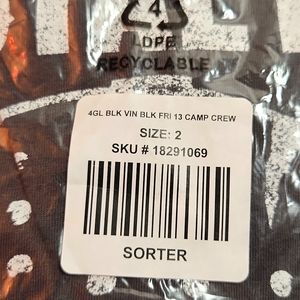 4
LDPE
RECYCLABLE
4GL BLK VIN BLK FRI 13 CAMP CREW
SIZE: 2
SKU # 18291069
SORTER